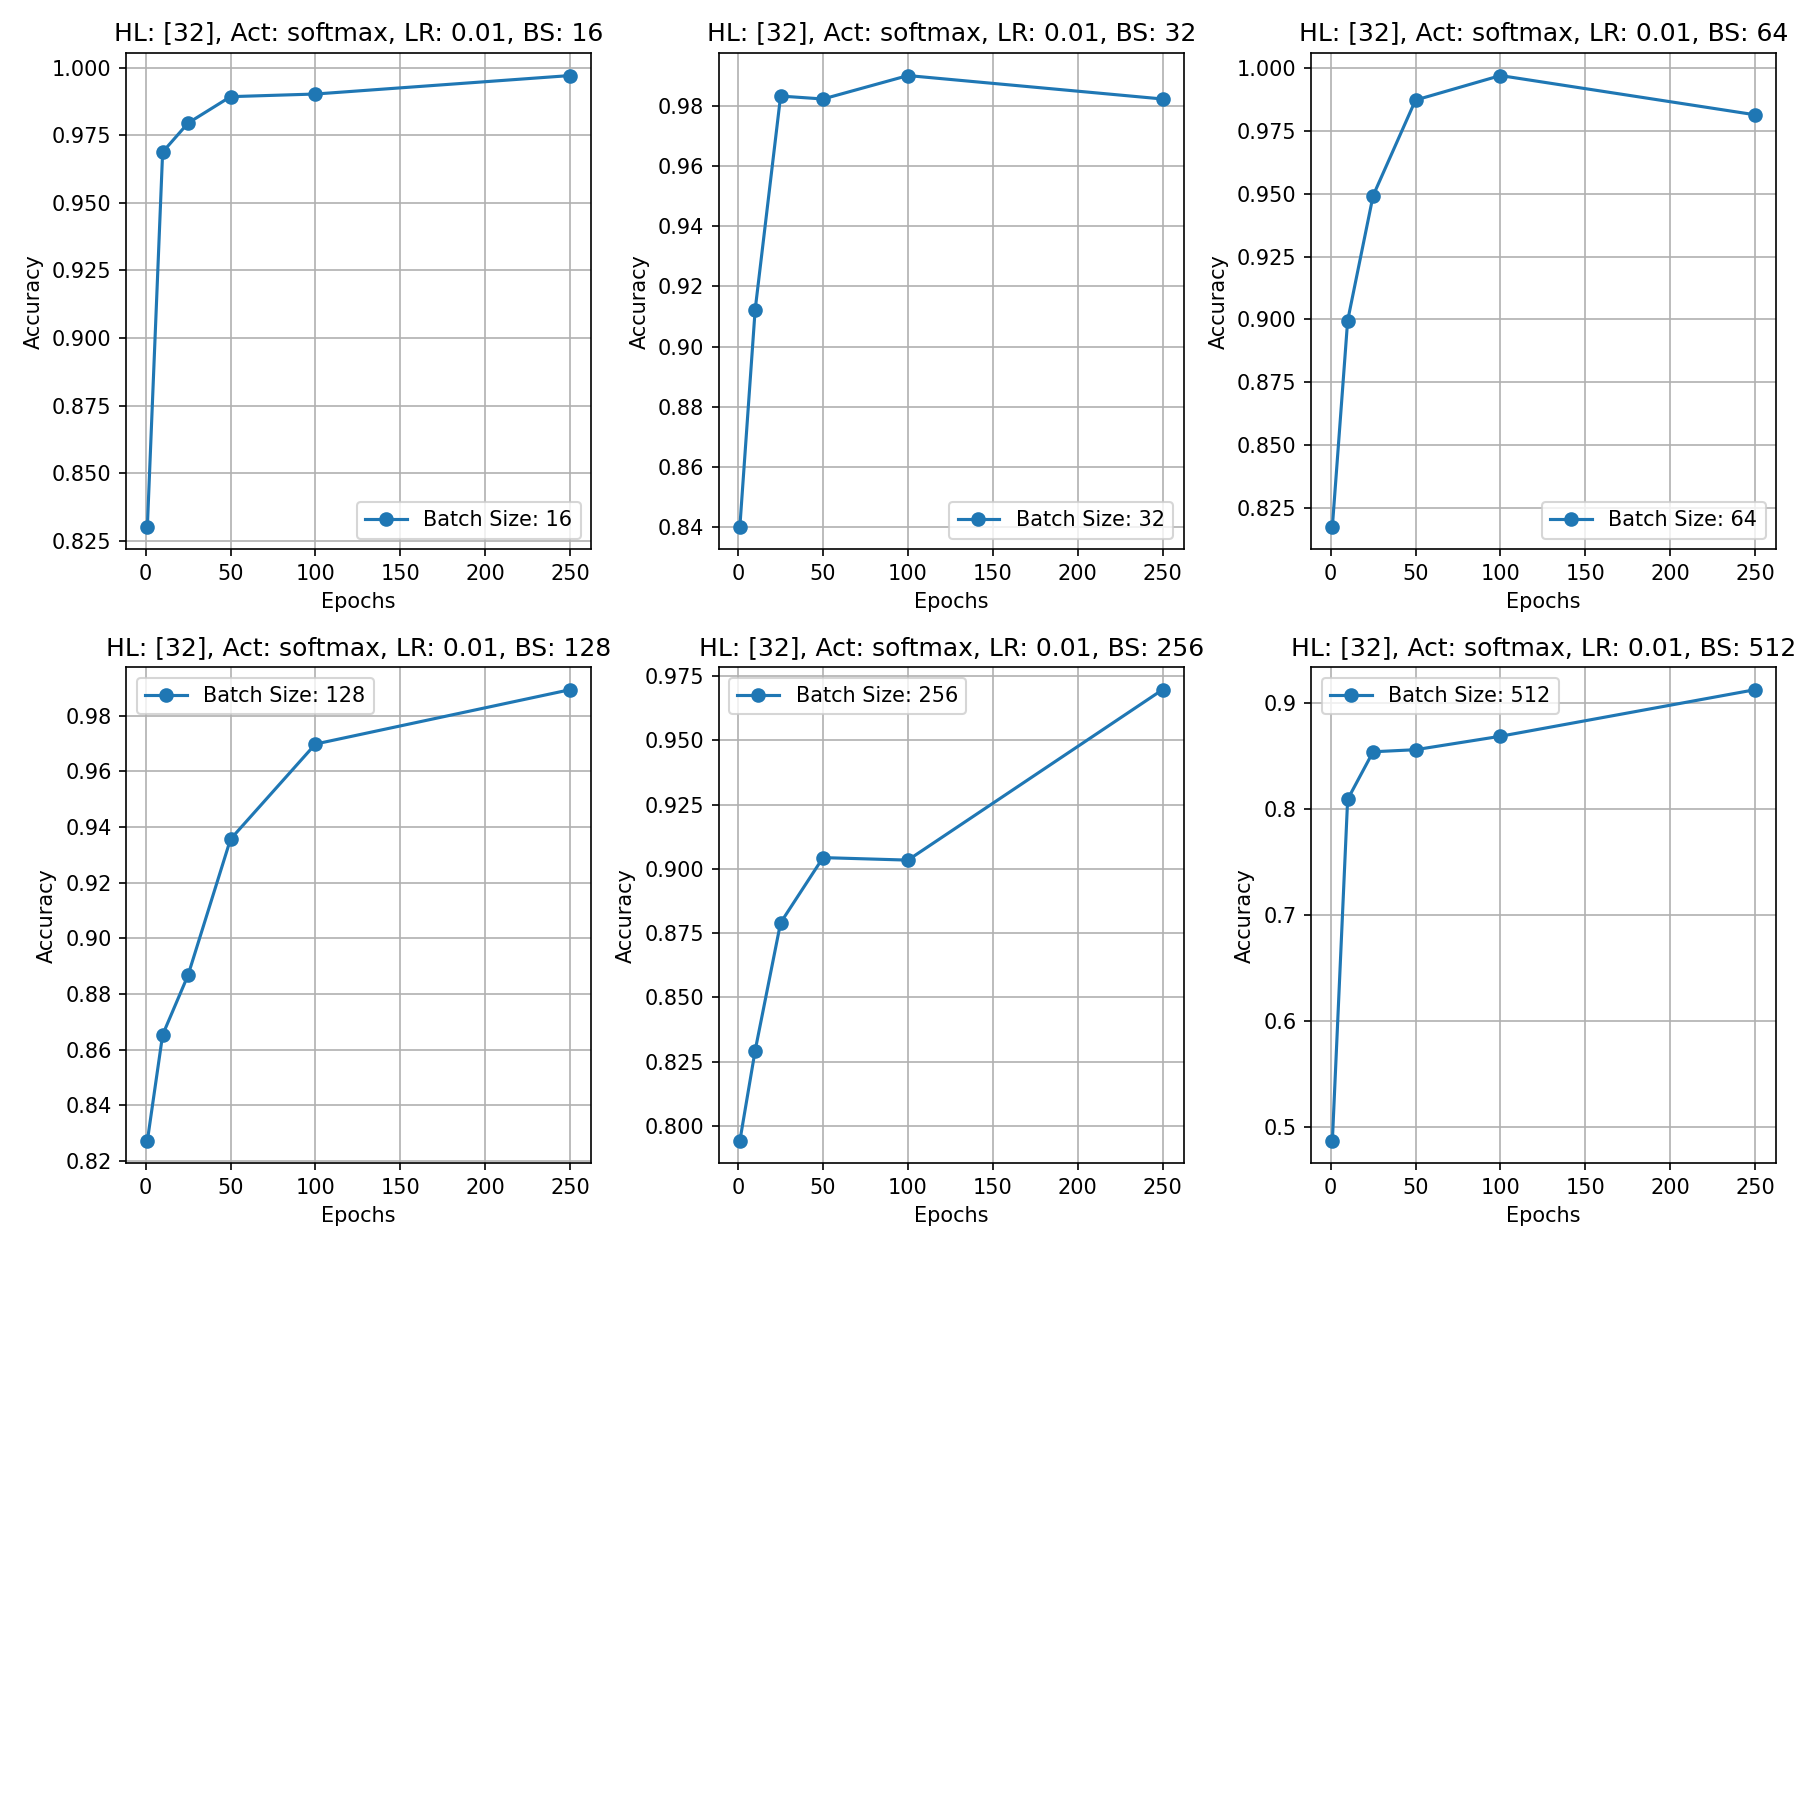 HL: [32], Act: softmax, LR: 0.01, BS: 16
1.000
0.975
0.950
0.925
0.900
0.875
0.850
0.825
Accuracy
Batch Size: 16
0 50 100 150 200 250
Epochs
HL: [32], Act: softmax, LR: 0.01, BS: 32
0.98
0.96
0.94
0.92
0.90
0.88
0.86
0.84
Accuracy
Batch Size: 32
0 50 100 150 200 250
Epochs
HL: [32], Act: softmax, LR: 0.01, BS: 64
1.000
0.975
0.950
0.925
0.900
0.875
0.850
0.825
Accuracy
Batch Size: 64
0 50 100 150 200 250
Epochs
HL: [32], Act: softmax, LR: 0.01, BS: 128
Batch Size: 128
0.98
0.96
0.94
0.92
0.90
0.88
0.86
0.84
0.82
Accuracy
0 50 100 150 200 250
Epochs
HL: [32], Act: softmax, LR: 0.01, BS: 256
Batch Size: 256
0.975
0.950
0.925
0.900
0.875
0.850
0.825
0.800
Accuracy
0 50 100 150 200 250
Epochs
HL: [32], Act: softmax, LR: 0.01, BS: 512
Batch Size: 512
0.9
0.8
0.7
0.6
0.5
Accuracy
0 50 100 150 200 250
Epochs